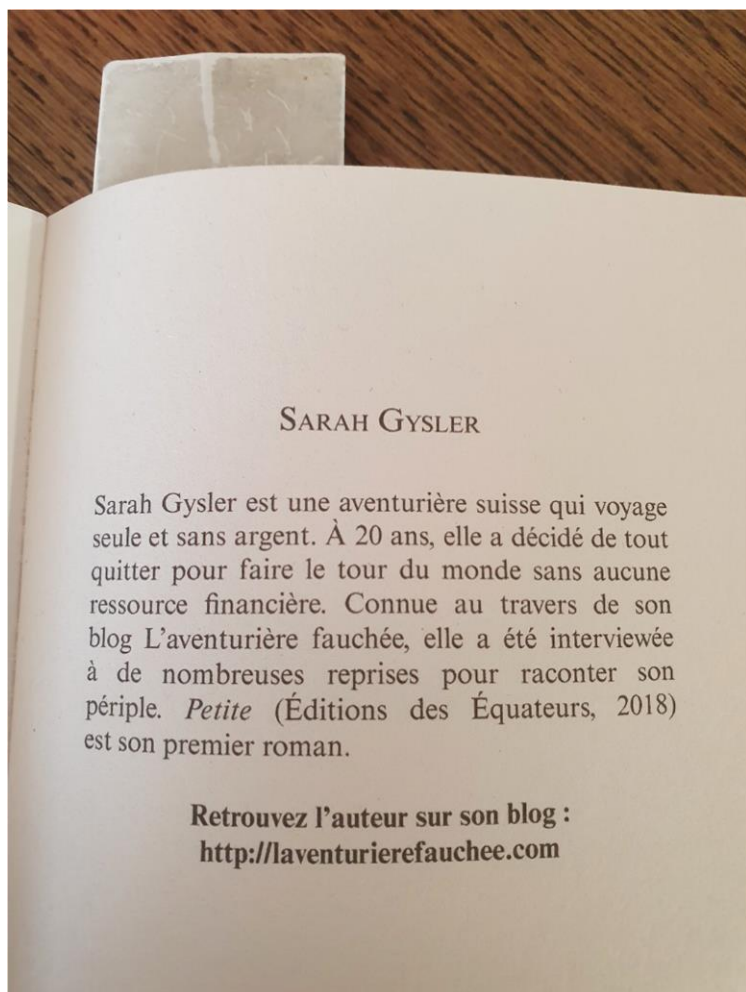 SARAH GYSLER
Sarah Gysler est une aventurière suisse qui voyage
seule et sans argent. À 20 ans, elle a décidé de tout
quitter pour faire le tour du monde sans aucune
ressource financière. Connue au travers de son
blog L'aventurière fauchée, elle a été interviewée
à de nombreuses reprises pour raconter son
périple. Petite (Éditions des Équateurs, 2018)
est son premier roman.
Retrouvez l'auteur sur son blog :
http://laventurierefauchee.com